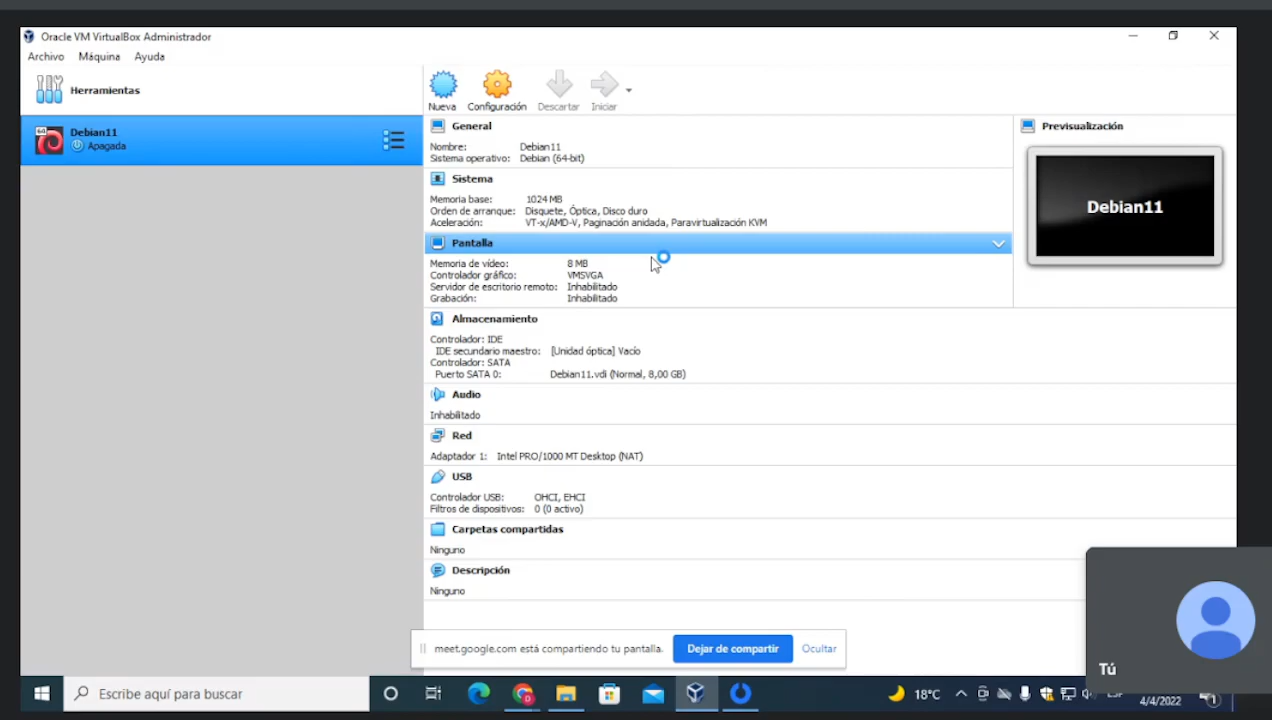 Oracle VM VirtualBox Administrador
Archivo Máquina Ayuda
Herramientas
Nueva Configuración Descartar Iniciar
64
Debian11
Apagada
General
Nombre: Debian11
Sistema operativo: Debian (64-bit)
Sistema
Memoria base: 1024 MB
Orden de arranque: Disquete, Óptica, Disco duro
Aceleración: VT-x/AMD-V, Paginación anidada, Paravirtualización KVM
Pantalla
Memoria de vídeo: 8 MB
Controlador gráfico: VMSVGA
Servidor de escritorio remoto: Inhabilitado
Grabación: Inhabilitado
Almacenamiento
Controlador: IDE
IDE secundario maestro: [Unidad óptica] Vacío
Controlador: SATA
Puerto SATA 0: Debian11.vdi (Normal, 8,00 GB)
Audio
Inhabilitado
Red
Adaptador 1: Intel PRO/1000 MT Desktop (NAT)
USB
Controlador USB: OHCI, EHCI
Filtros de dispositivos: 0 (0 activo)
Carpetas compartidas
Ninguno
Descripción
Ninguno
Previsualización
Debian11
meet.google.com está compartiendo tu pantalla.
Dejar de compartir
Ocultar
Tú
Escribe aquí para buscar
18°C
4/4/2022
1